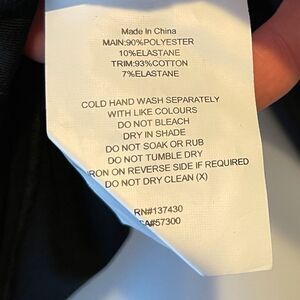 Made In China
MAIN:90%POLYESTER
10%ELASTANE
TRIM:93%COTTON
7%ELASTANE
COLD HAND WASH SEPARATELY
WITH LIKE COLOURS
DO NOT BLEACH
DRY IN SHADE
DO NOT SOAK OR RUB
DO NOT TUMBLE DRY
IRON ON REVERSE SIDE IF REQUIRED
DO NOT DRY CLEAN (X)
RN#137430
CA#57300